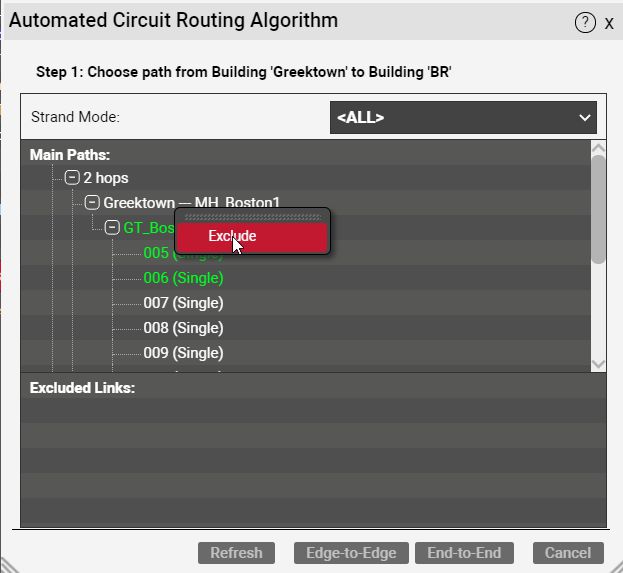 Automated Circuit Routing Algorithm ? x
Step 1: Choose path from Building 'Greektown' to Building 'BR'
Strand Mode: <ALL>
Main Paths:
2 hops
Greektown — MH_Boston1
GT_Bos
Exclude
005 (Single)
006 (Single)
007 (Single)
008 (Single)
009 (Single)
Excluded Links:
Refresh Edge-to-Edge End-to-End Cancel